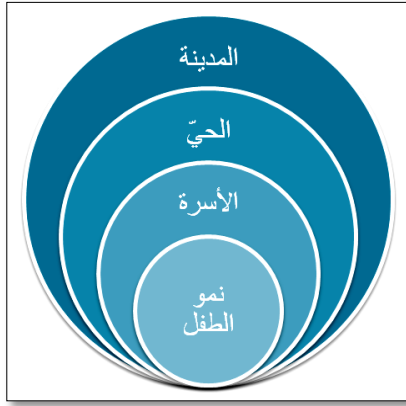 المدينة
الحيّ
الأسرة
نمو
الطفل